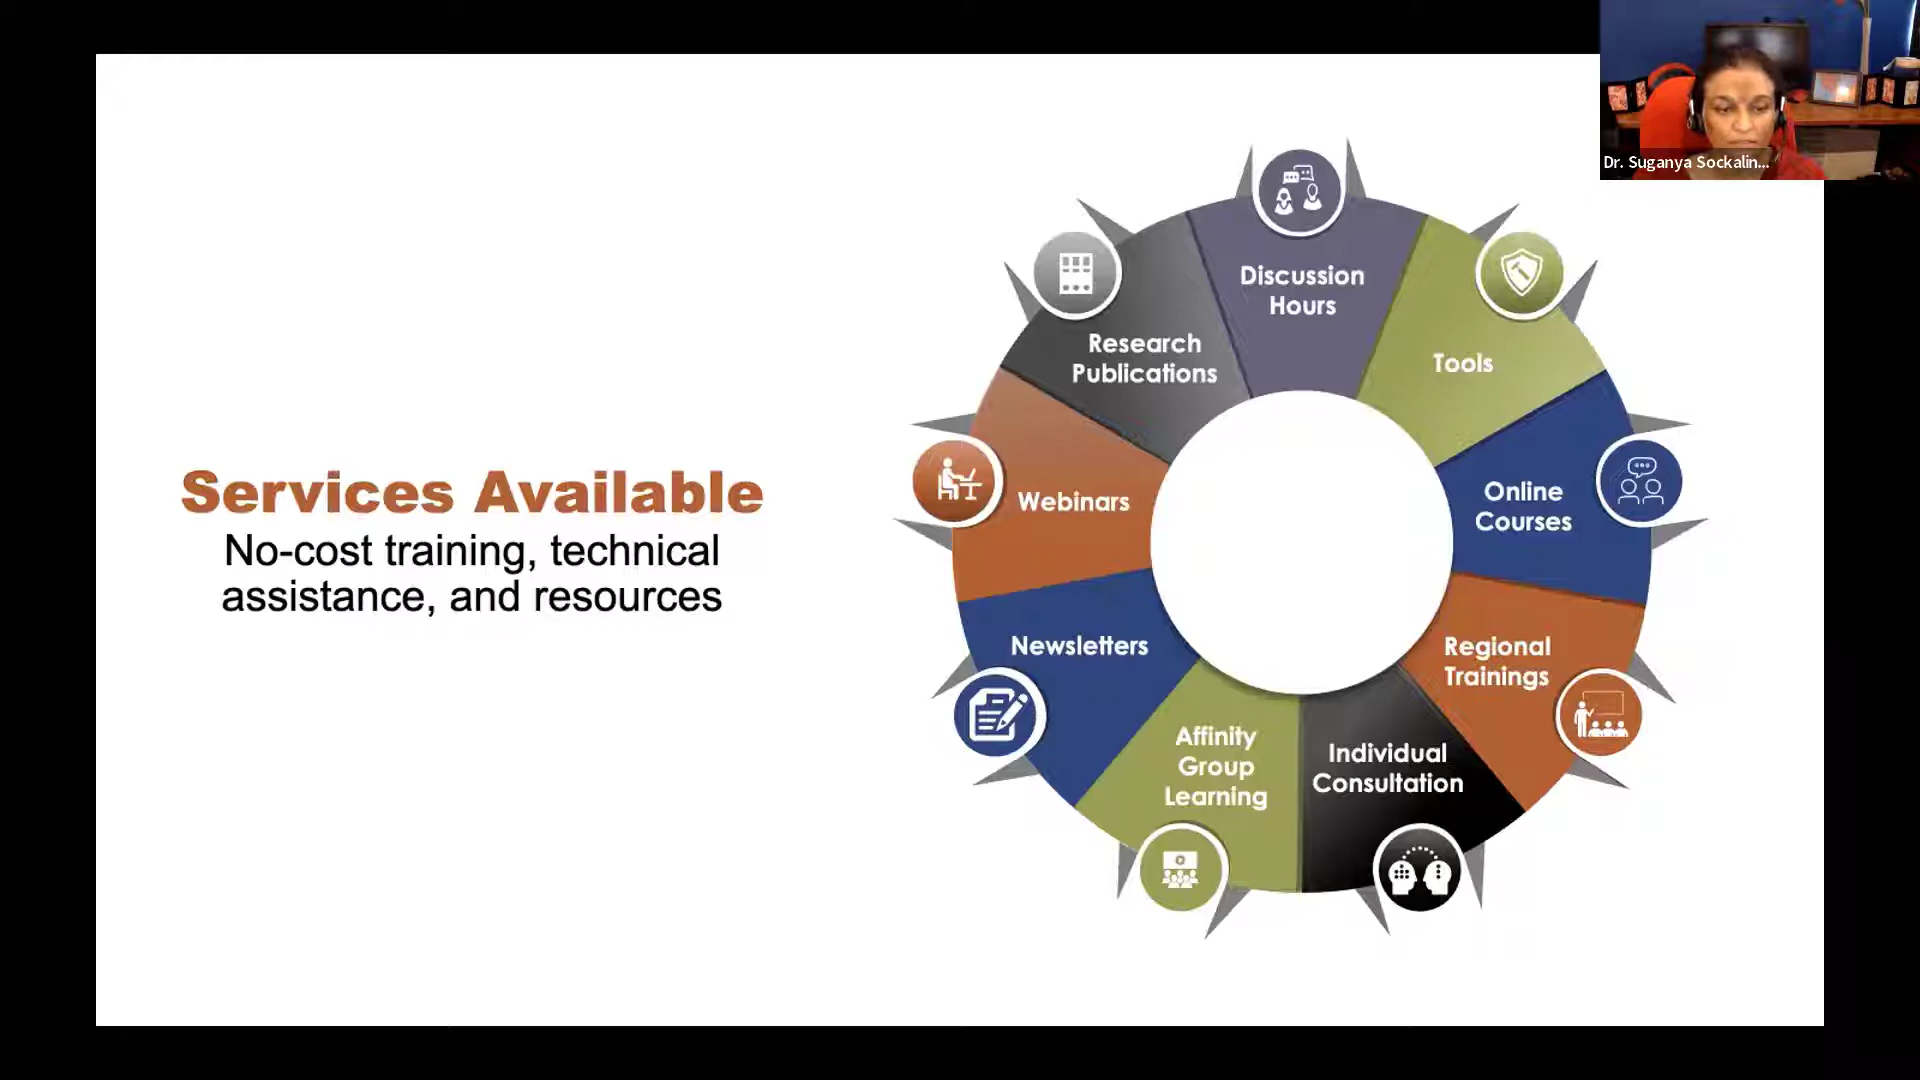 Dr. Suganya Sockalin...
Services Available
No-cost training, technical
assistance, and resources
Discussion
Hours
Tools
Online
Courses
Regional
Trainings
Individual
Consultation
Affinity
Group
Learning
Newsletters
Webinars
Research
Publications